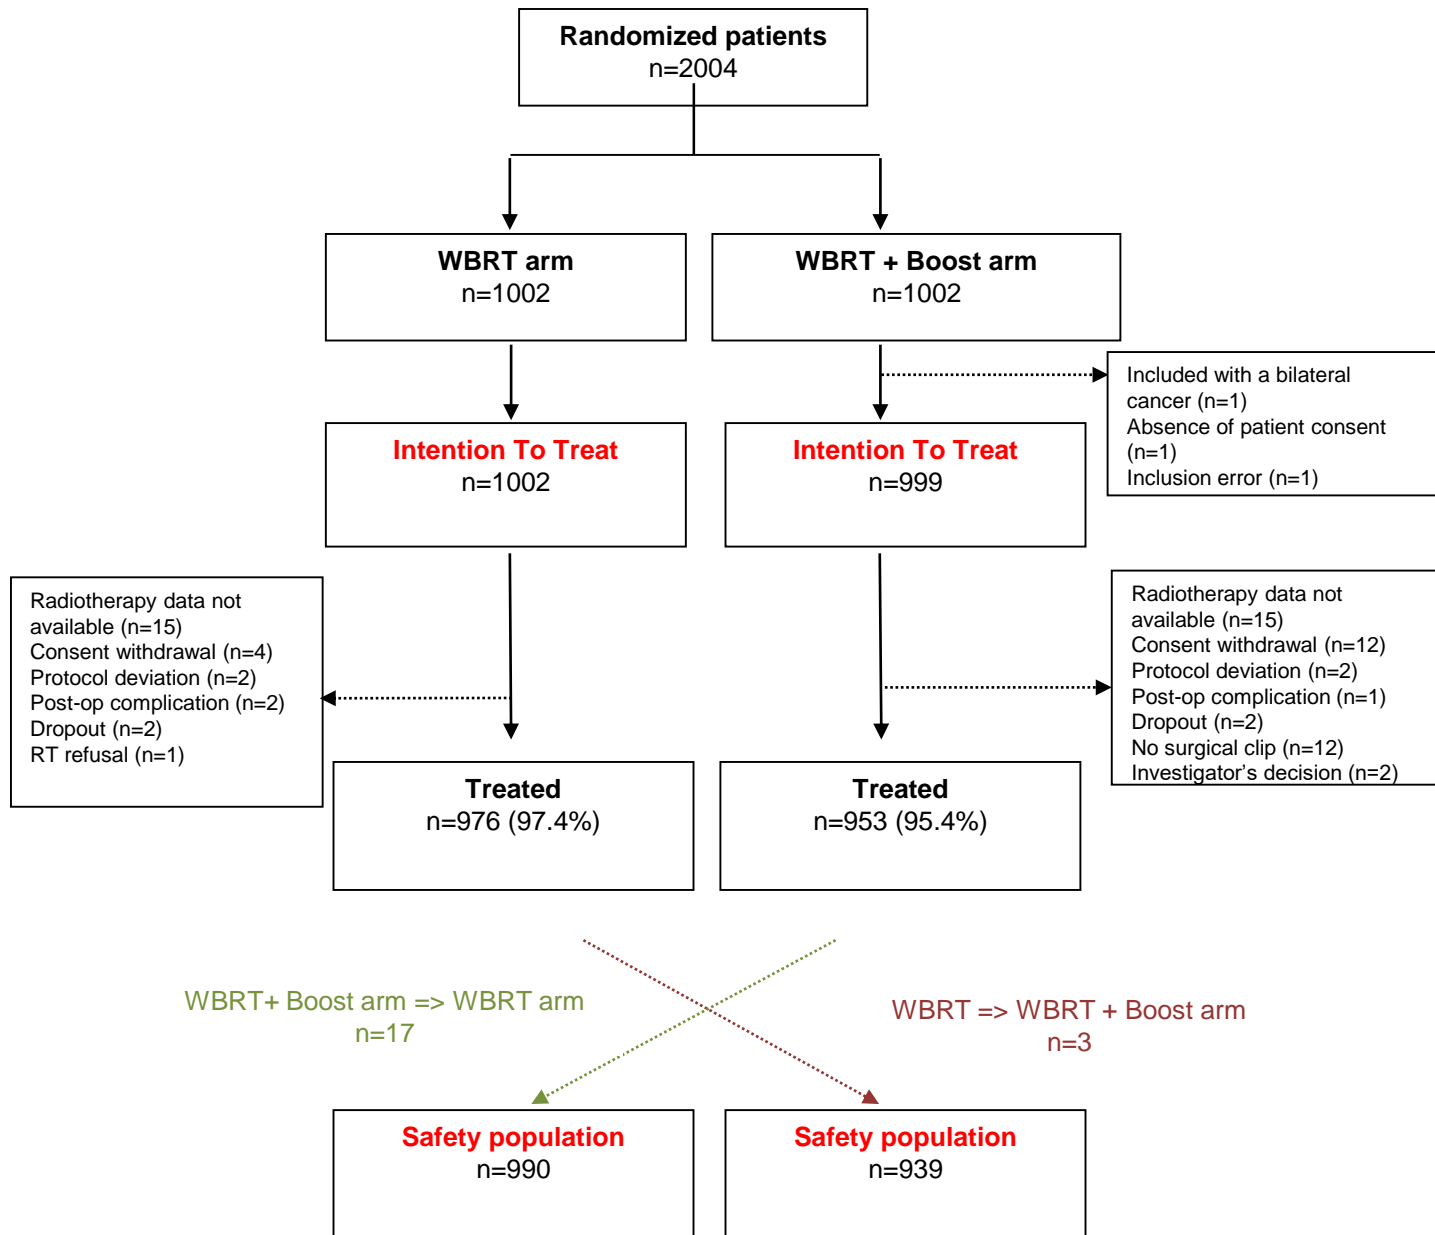 Randomized patients
n=2004
WBRT arm
n=1002
WBRT + Boost arm
n=1002
Included with a bilateral
cancer (n=1)
Absence of patient consent
(n=1)
Inclusion error (n=1)
Intention To Treat
n=1002
Intention To Treat
n=999
Radiotherapy data not
available (n=15)
Consent withdrawal (n=4)
Protocol deviation (n=2)
Post-op complication (n=2)
Dropout (n=2)
RT refusal (n=1)
Radiotherapy data not
available (n=15)
Consent withdrawal (n=12)
Protocol deviation (n=2)
Post-op complication (n=1)
Dropout (n=2)
No surgical clip (n=12)
Investigator's decision (n=2)
Treated
n=976 (97.4%)
Treated
n=953 (95.4%)
WBRT+ Boost arm => WBRT arm
n=17
WBRT => WBRT + Boost arm
n=3
Safety population
n=990
Safety population
n=939